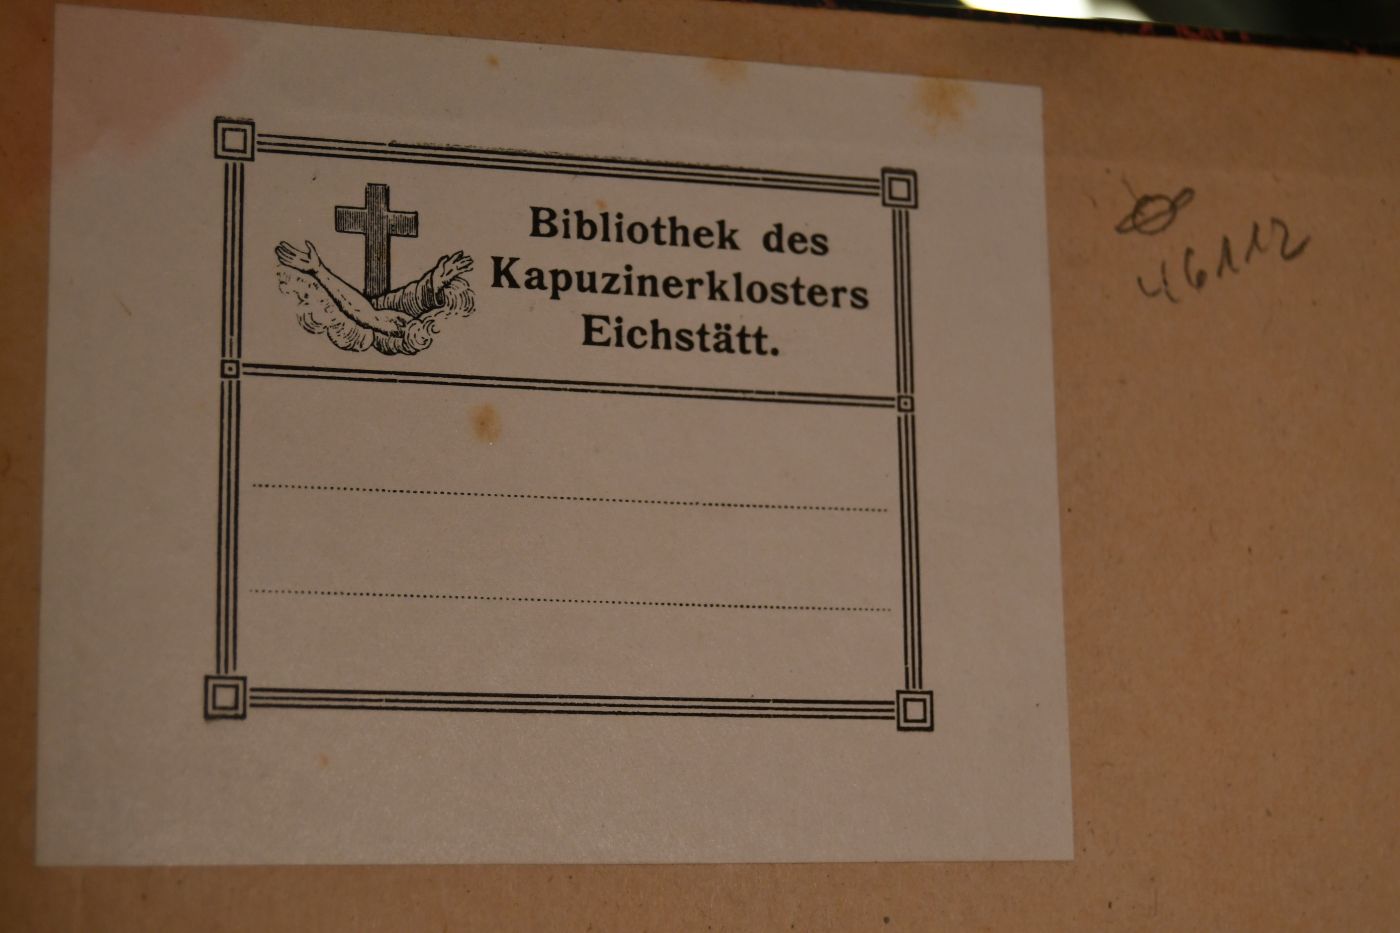 Bibliothek des
Kapuzinerklosters
Eichstätt.
46112